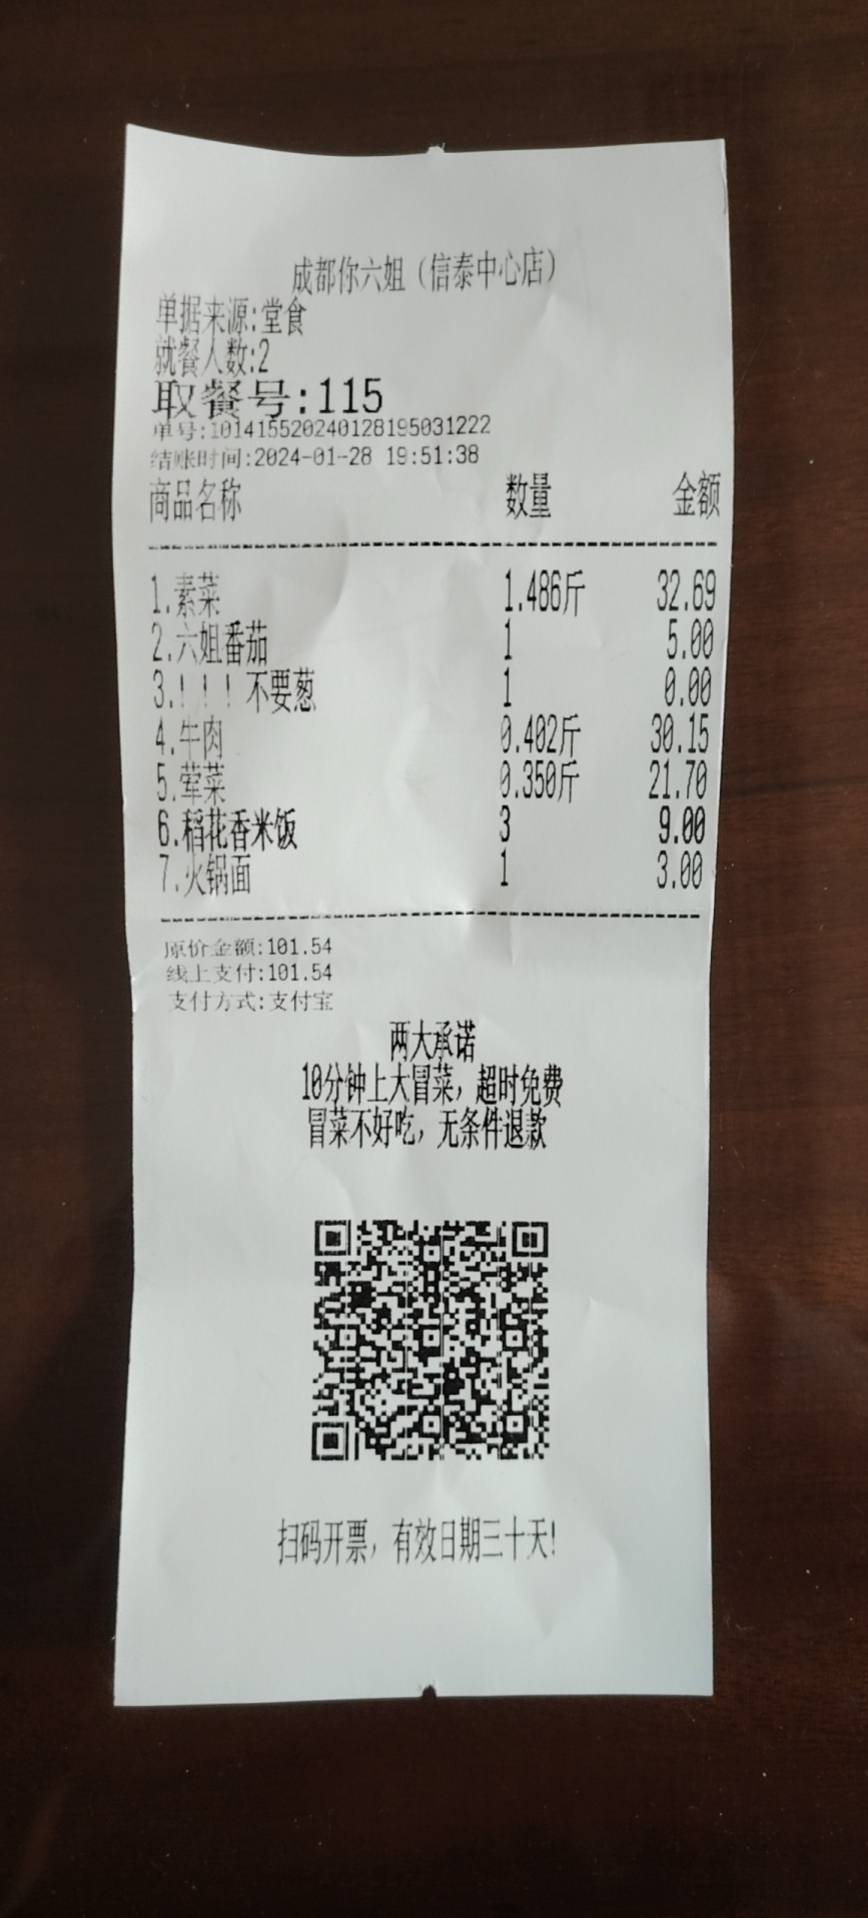 成都你六姐（信泰中心店）
单据来源:堂食
就餐人数:2
取餐号:115
单号:10141552024012819503​1222
结账时间:2024-01-28 19:51:38
商品名称 数量 金额
1.素菜 1.486斤 32.69
2.六姐番茄 1 5.00
3.！！！不要葱 1 0.00
4.牛肉 0.402斤 30.15
5.荤菜 0.350斤 21.70
6.稻花香米饭 3 9.00
7.火锅面 1 3.00
原价金额:101.54
线上支付:101.54
支付方式:支付宝
两大承诺
10分钟上大冒菜，超时免费
冒菜不好吃，无条件退款
扫码开票，有效日期三十天!